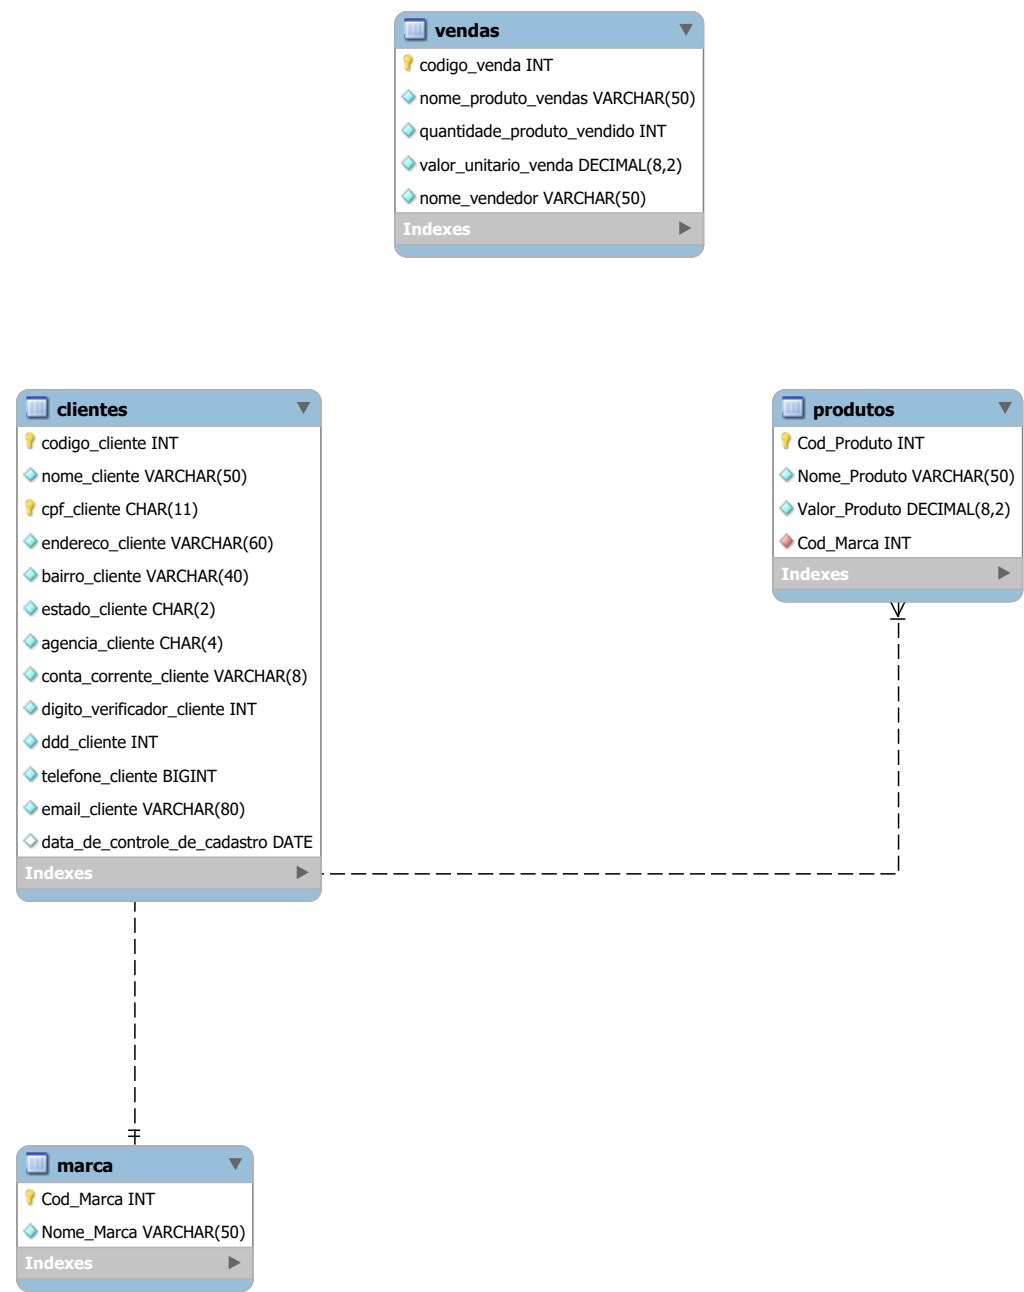 vendas
codigo_venda INT
nome_produto_vendas VARCHAR(50)
quantidade_produto_vendido INT
valor_unitario_venda DECIMAL(8,2)
nome_vendedor VARCHAR(50)
Indexes
clientes
codigo_cliente INT
nome_cliente VARCHAR(50)
cpf_cliente CHAR(11)
endereco_cliente VARCHAR(60)
bairro_cliente VARCHAR(40)
estado_cliente CHAR(2)
agencia_cliente CHAR(4)
conta_corrente_cliente VARCHAR(8)
digito_verificador_cliente INT
ddd_cliente INT
telefone_cliente BIGINT
email_cliente VARCHAR(80)
data_de_controle_de_cadastro DATE
Indexes
produtos
Cod_Produto INT
Nome_Produto VARCHAR(50)
Valor_Produto DECIMAL(8,2)
Cod_Marca INT
Indexes
marca
Cod_Marca INT
Nome_Marca VARCHAR(50)
Indexes